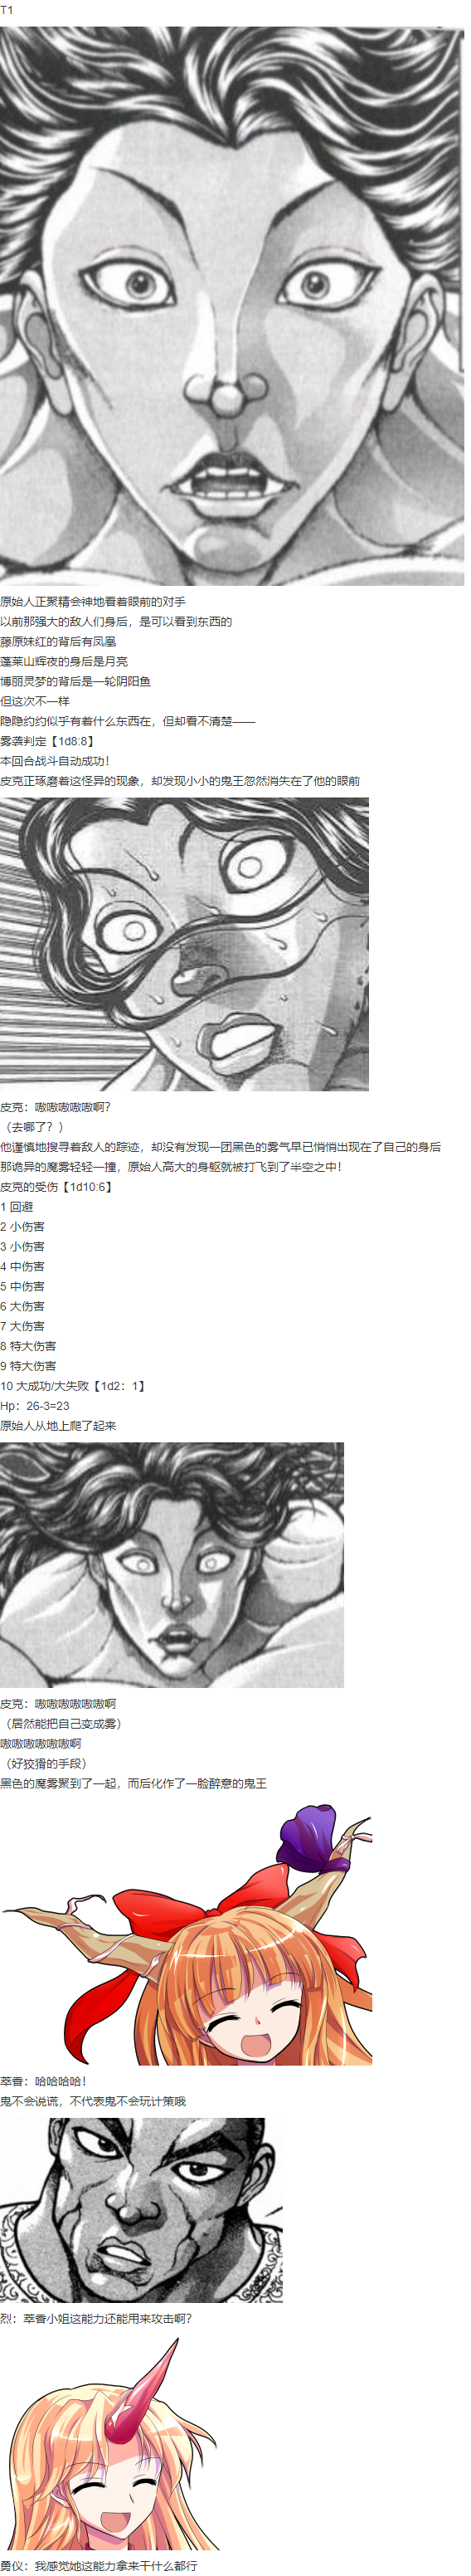 T1
原始人正聚精会神地看着眼前的对手
以前那强大的敌人们身后，是可以看到东西的
藤原妹红的背后有凤凰
蓬莱山辉夜的身后是月亮
博丽灵梦的背后是一轮阴阳鱼
但这次不一样
隐隐约约似乎有着什么东西在，但却看不清楚——
雾袭判定【1d8:8】
本回合战斗自动成功！
皮克正琢磨着这怪异的现象，却发现小小的鬼王忽然消失在了他的眼前
皮克：嗷嗷嗷嗷嗷啊？
（去哪了？）
他谨慎地搜寻着敌人的踪迹，却没有发现一团黑色的雾气早已悄悄出现在了自己的身后
那诡异的魔雾轻轻一撞，原始人高大的身躯就被打飞到了半空之中！
皮克的受伤【1d10:6】
1 回避
2 小伤害
3 小伤害
4 中伤害
5 中伤害
6 大伤害
7 大伤害
8 特大伤害
9 特大伤害
10 大成功/大失败【1d2：1】
Hp：26-3=23
原始人从地上爬了起来
皮克：嗷嗷嗷嗷嗷嗷啊
（居然能把自己变成雾）
嗷嗷嗷嗷嗷嗷啊
（好狡猾的手段）
黑色的魔雾聚到了一起，而后化作了一脸醉意的鬼王
萃香：哈哈哈哈！
鬼不会说谎，不代表鬼不会玩计策哦
烈：萃香小姐这能力还能用来攻击啊？
勇仪：我感觉她这能力拿来干什么都行